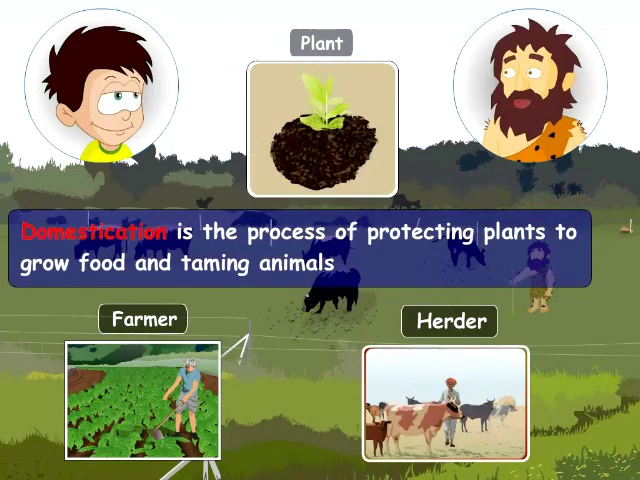 Plant
Domestication is the process of protecting plants to
grow food and taming animals
Farmer
Herder